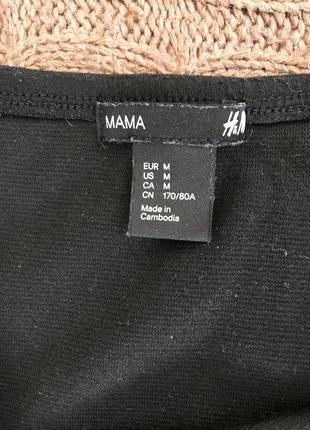 MAMA H&M
EUR M
US M
CA M
CN 170/80A
Made in
Cambodia